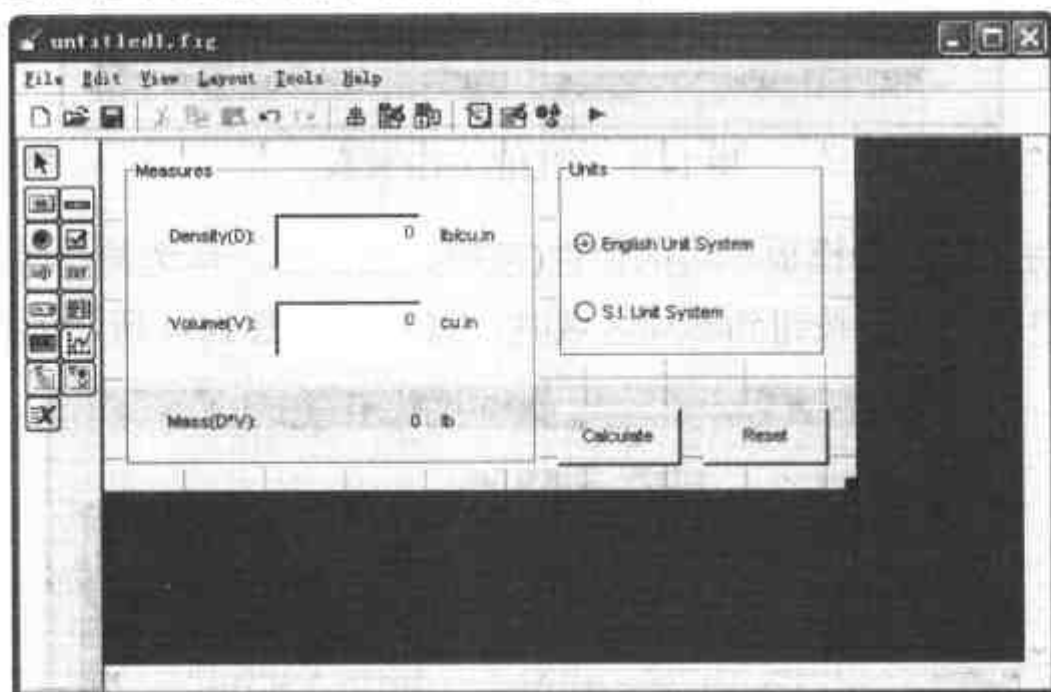 untitled1.fig
File Edit View Layout Tools Help
Measures
Density(D): 0 lb/cu.in
Volume(V): 0 cu.in
Mass(D*V): 0 lb
Units
English Unit System
S.I. Unit System
Calculate Reset